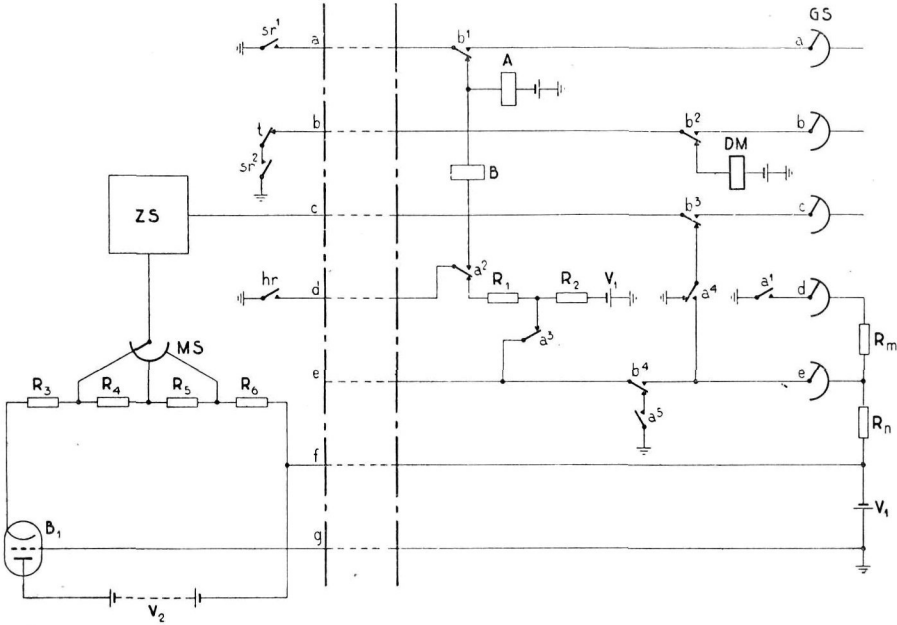 GS
sr¹ a b¹ a
A
t b b² b
sr² DM
B
ZS c b³ c
hr d a² R₁ R₂ V₁ a⁴ a¹ d
MS a³ Rₘ
R₃ R₄ R₅ R₆ e b⁴ e
a⁵ Rₙ
f
B₁ V₁
g
V₂